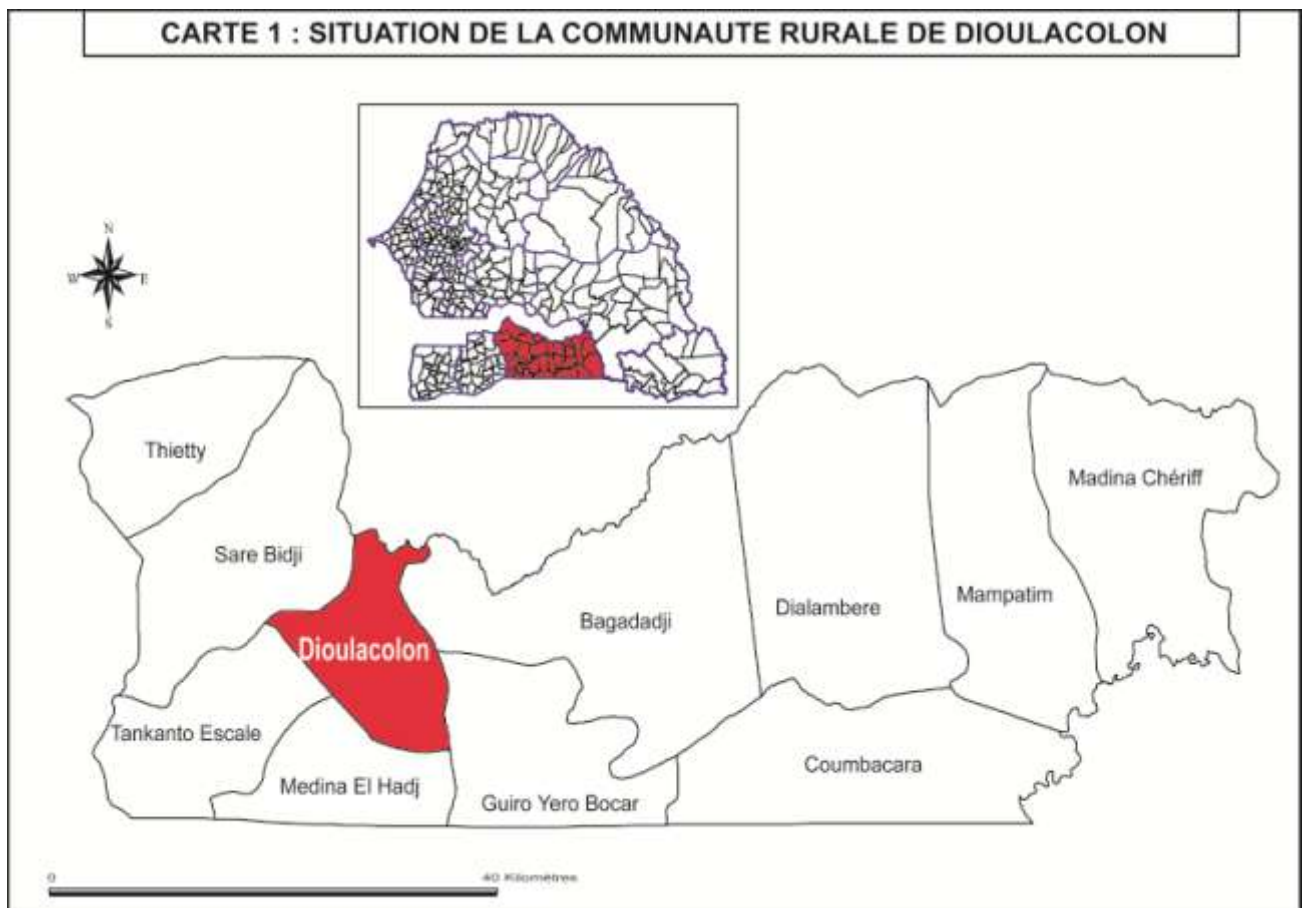 CARTE 1 : SITUATION DE LA COMMUNAUTE RURALE DE DIOULACOLON
N
W E
S
Thietty
Madina Chériff
Sare Bidji
Mampatim
Dialambere
Bagadadji
Dioulacolon
Tankanto Escale
Coumbacara
Medina El Hadj
Guiro Yero Bocar
0 40 Kilomètres